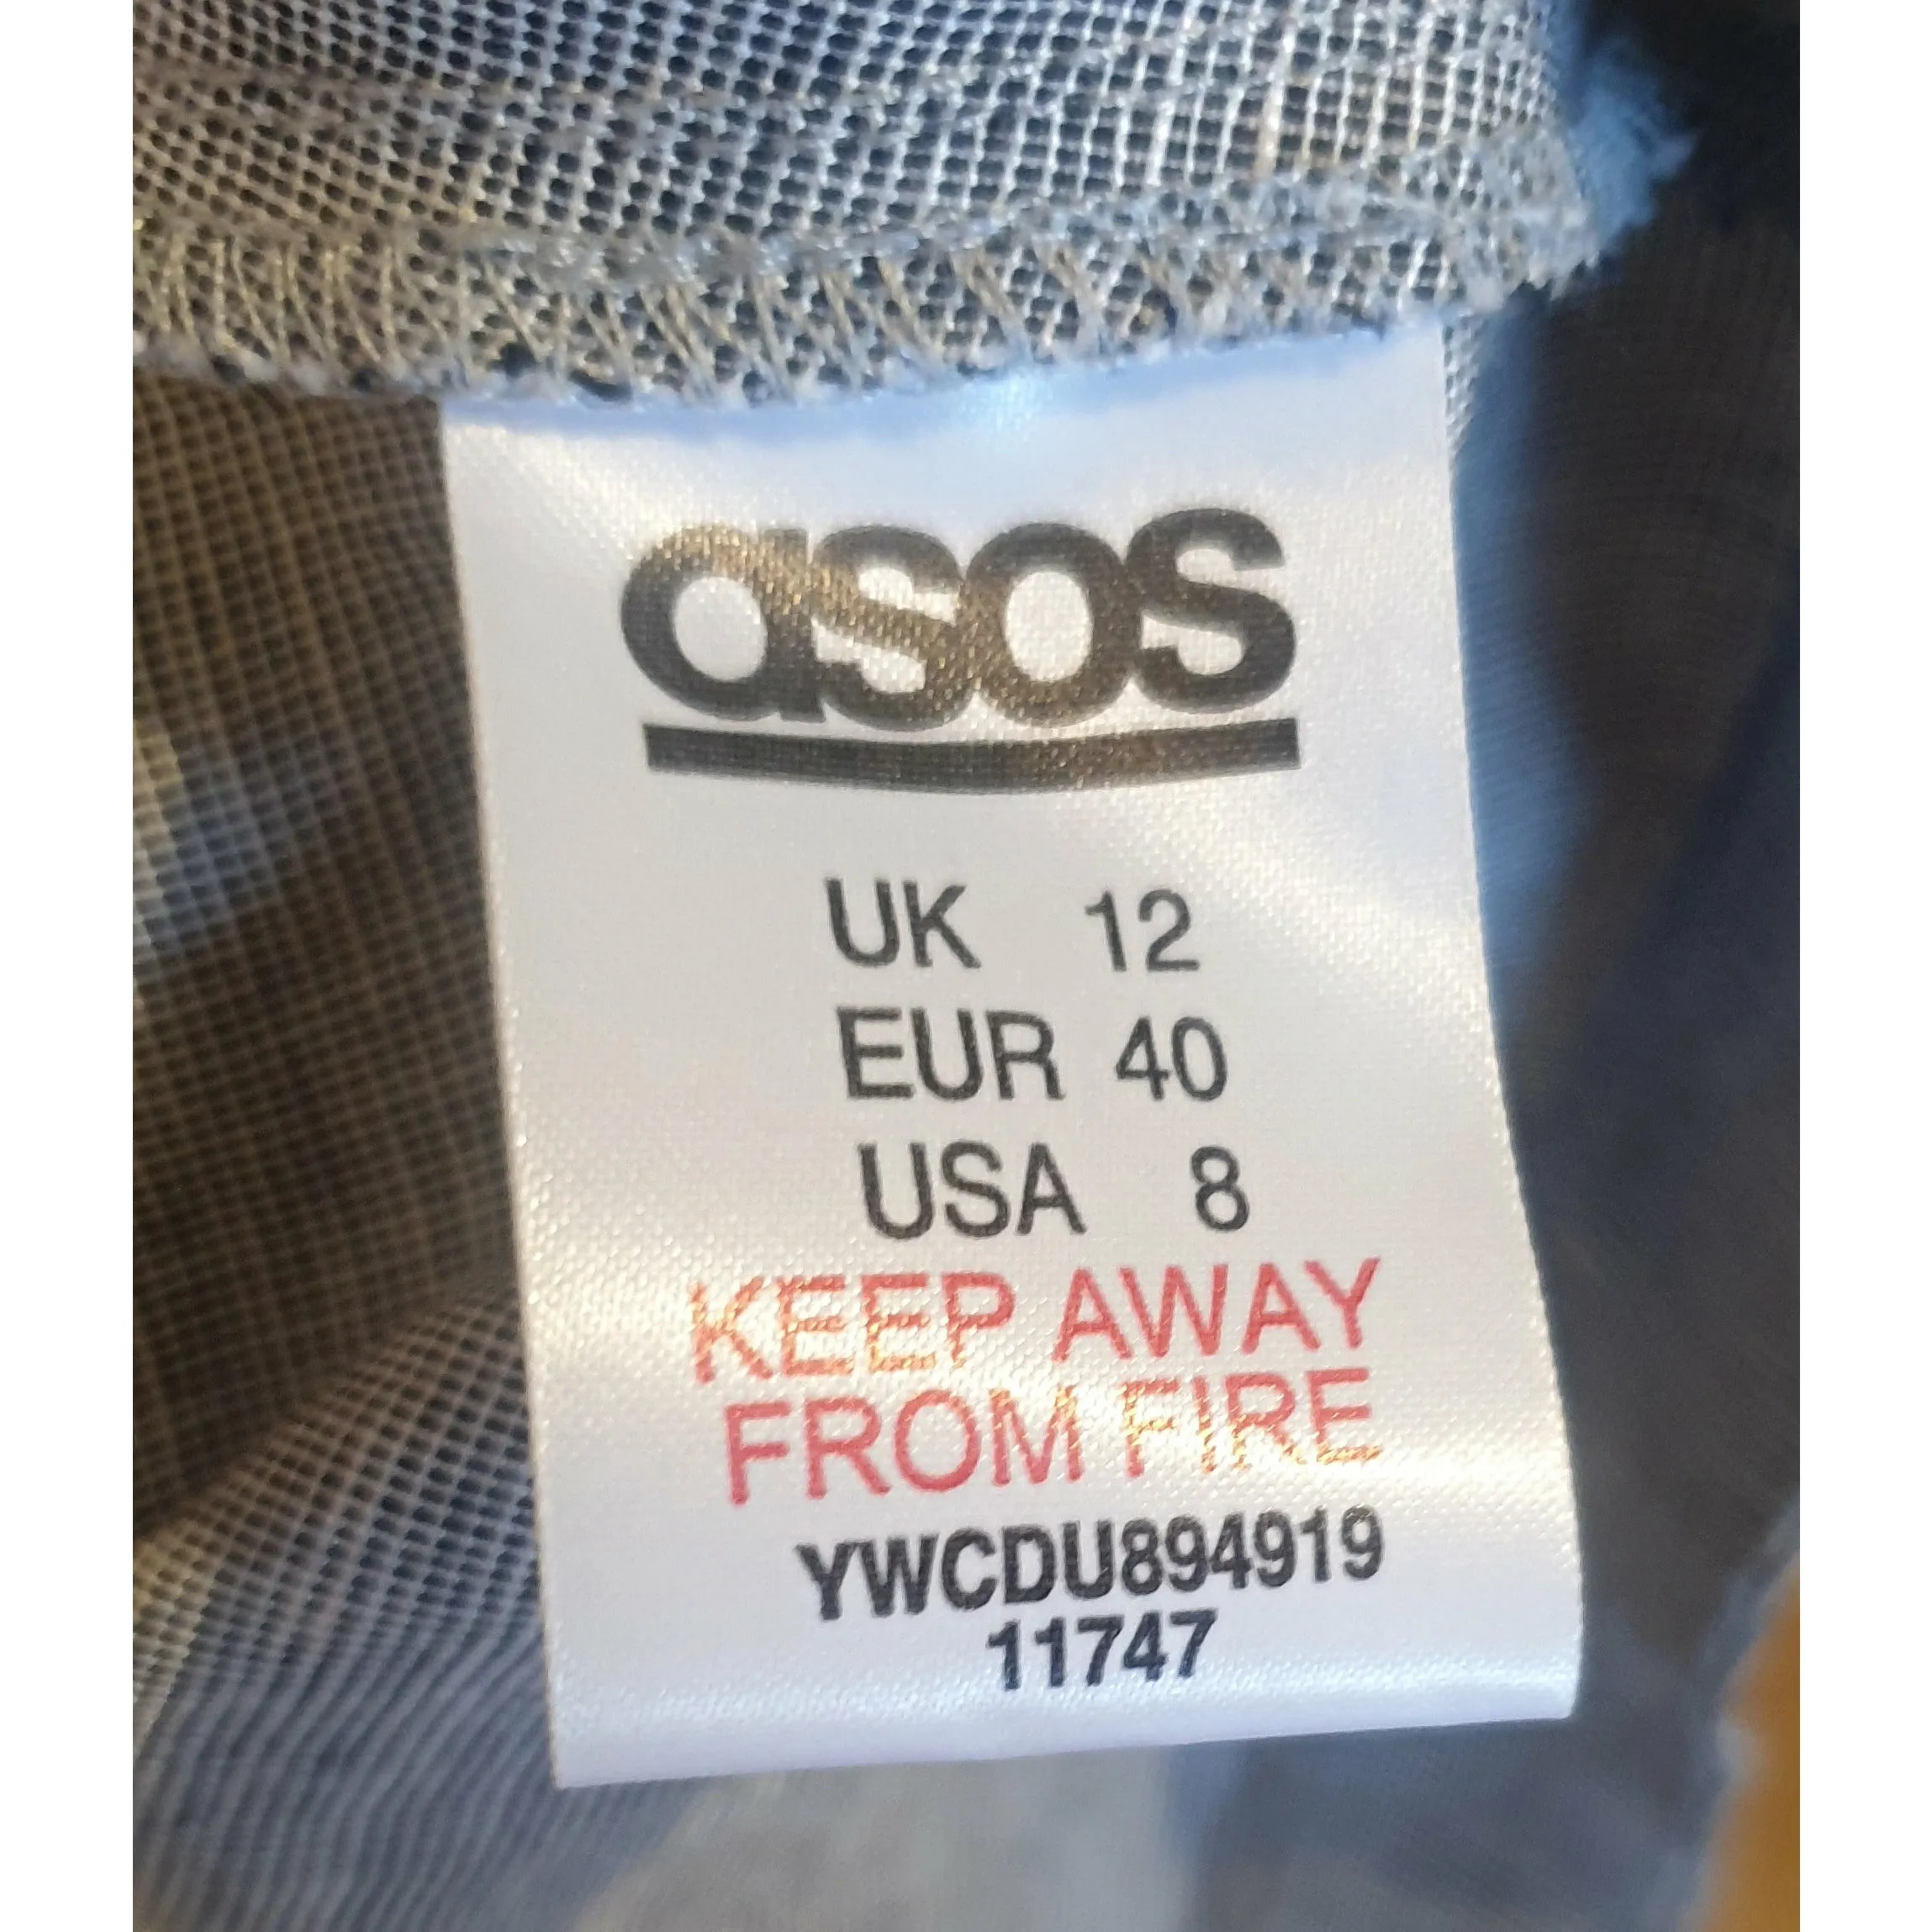 asos
UK 12
EUR 40
USA 8
KEEP AWAY
FROM FIRE
YWCDU894919
11747